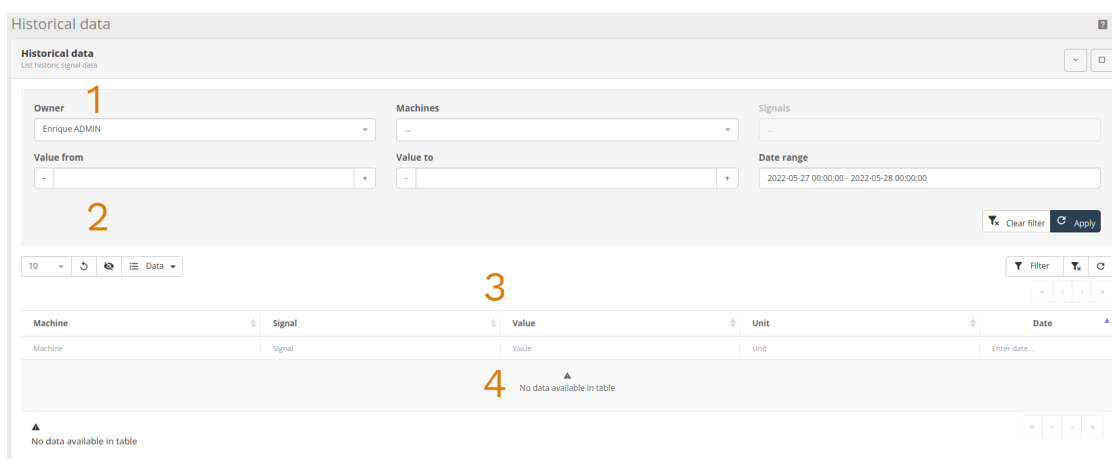 Historical data
?
Historical data
List historic signal data
1
Owner Machines Signals
Enrique ADMIN ... ...
Value from Value to Date range
- + - + 2022-05-27 00:00:00 - 2022-05-28 00:00:00
2
Clear filter Apply
10 Data Filter
3
« ‹ › »
Machine Signal Value Unit Date
Machine Signal Value Unit Enter date...
4
No data available in table
« ‹ › »
No data available in table